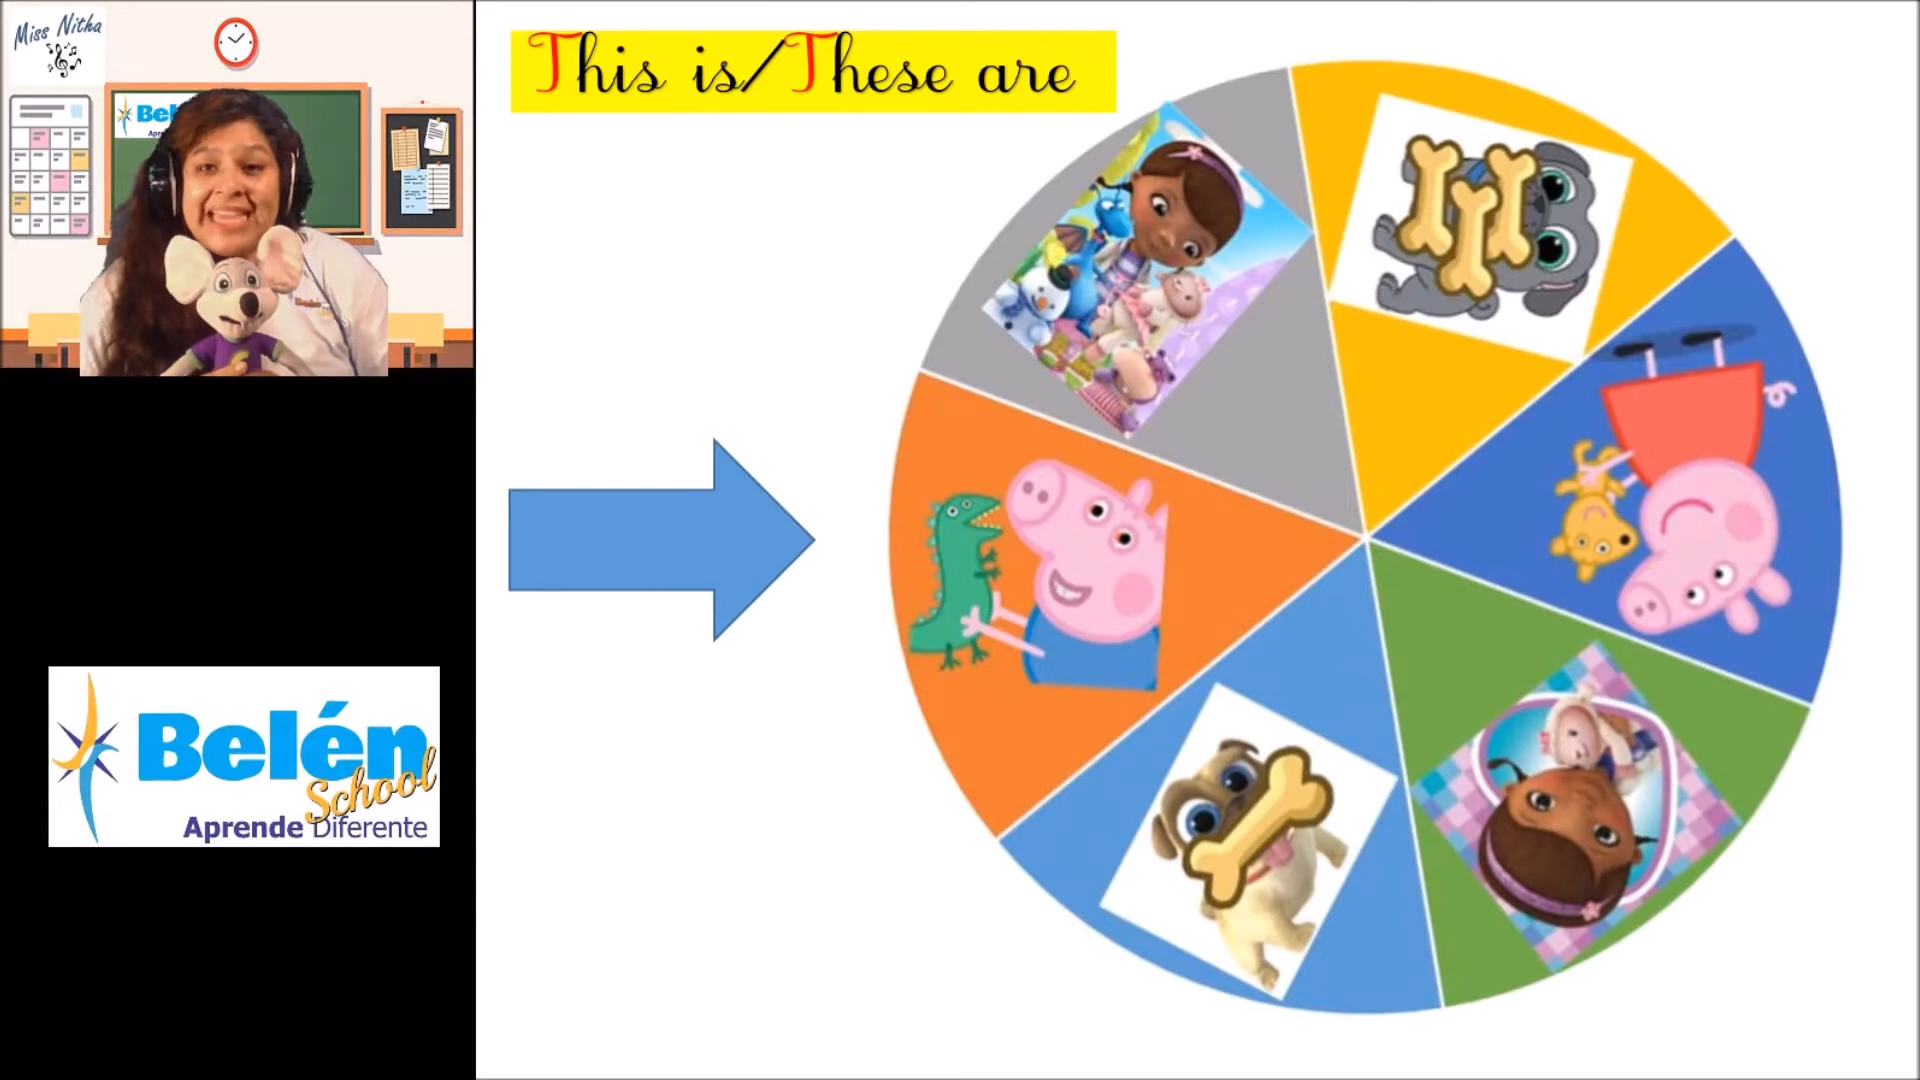 Miss Nitha
This is/These are
Belén
School
Aprende Diferente